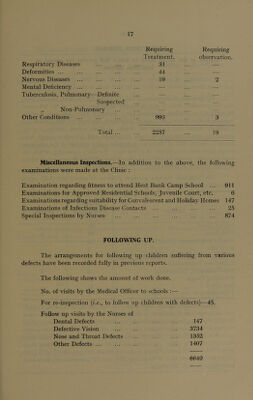 47
Requiring Requiring
Treatment. observation.
Respiratory Diseases ... ... ... 31 ... —
Deformities ... ... ... ... ... 44 ... —
Nervous Diseases ... ... ... 19 ... 2
Mental Deficiency ... ... ... — ... —
Tuberculosis, Pulmonary—Definite ... — ... —
Suspected ... — ... —
Non-Pulmonary ... — ... —
Other Conditions ... ... ... 993 ... 3
Total ... 2237 19
Miscellaneous Inspections.—In addition to the above, the following
examinations were made at the Clinic :
Examination regarding fitness to attend Host Bank Camp School ... 911
Examinations for Approved Residential Schools, Juvenile Court, etc. 6
Examinations regarding suitability for Convalescent and Holiday Homes 147
Examinations of Infectious Disease Contacts ... ... ... ... 25
Special Inspections by Nurses ... ... ... ... ... ... 874
FOLLOWING UP.
The arrangements for following up children suffering from various
defects have been recorded fully in previous reports.
The following shows the amount of work done.
No. of visits by the Medical Officer to schools :—
For re-inspection (i.e., to follow up children with defects)—45.
Follow up visits by the Nurses of
Dental Defects ... ... ... 147
Defective Vision ... ... ... 3734
Nose and Throat Defects ... ... 1352
Other Defects ... ... ... ... 1407
6640